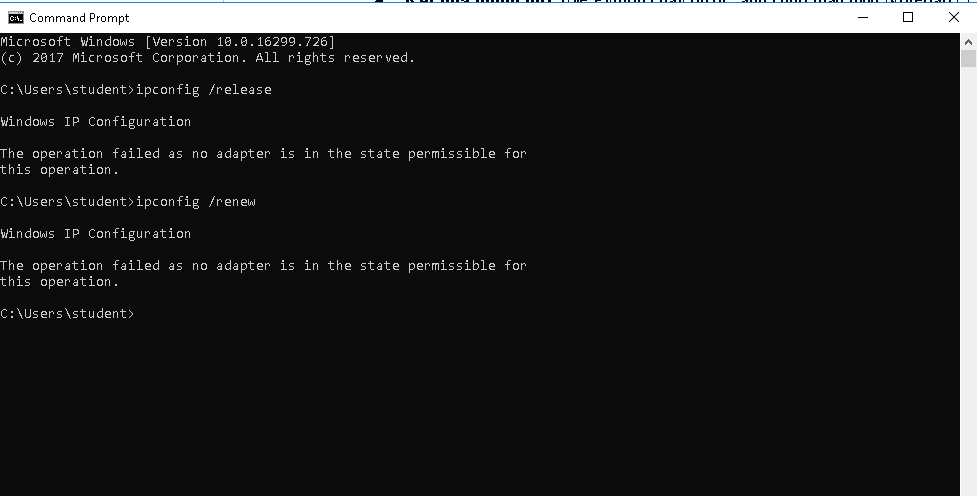 Command Prompt
Microsoft Windows [Version 10.0.16299.726]
(c) 2017 Microsoft Corporation. All rights reserved.
C:\Users\student>ipconfig /release
Windows IP Configuration
The operation failed as no adapter is in the state permissible for
this operation.
C:\Users\student>ipconfig /renew
Windows IP Configuration
The operation failed as no adapter is in the state permissible for
this operation.
C:\Users\student>